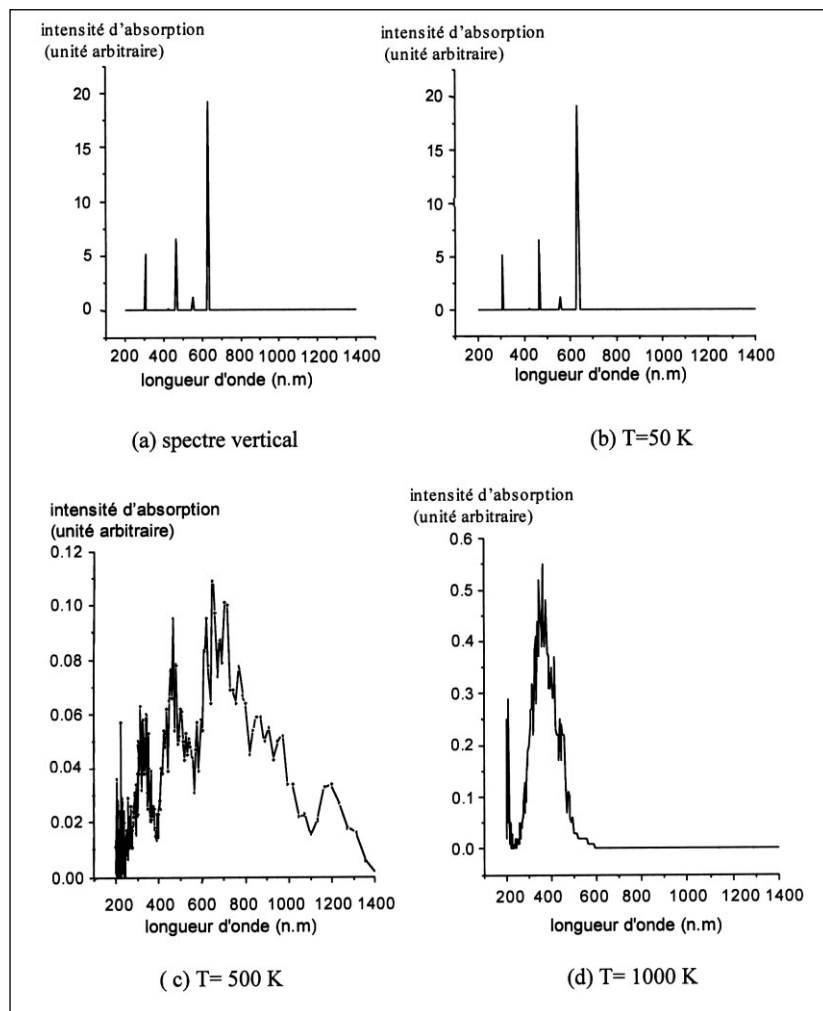 intensité d'absorption
(unité arbitraire)
20
15
10
5
0
200 400 600 800 1000 1200 1400
longueur d'onde (n.m)
(a) spectre vertical
intensité d'absorption
(unité arbitraire)
20
15
10
5
0
200 400 600 800 1000 1200 1400
longueur d'onde (n.m)
(b) T=50 K
intensité d'absorption
(unité arbitraire)
0.12
0.10
0.08
0.06
0.04
0.02
0.00
200 400 600 800 1000 1200 1400
longueur d'onde (n.m)
( c) T= 500 K
intensité d'absorption
(unité arbitraire)
0.6
0.5
0.4
0.3
0.2
0.1
0.0
200 400 600 800 1000 1200 1400
longueur d'onde (n.m)
(d) T= 1000 K